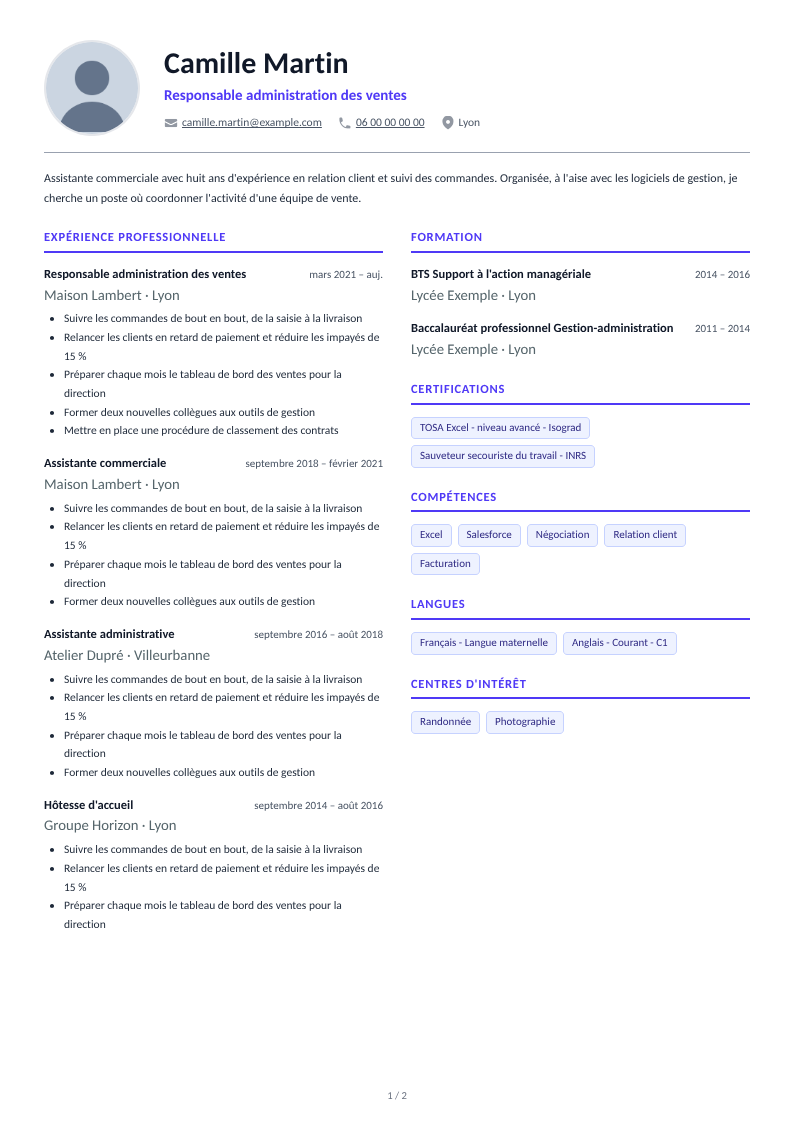 Camille Martin
Responsable administration des ventes
camille.martin@example.com 06 00 00 00 00 Lyon
Assistante commerciale avec huit ans d'expérience en relation client et suivi des commandes. Organisée, à l'aise avec les logiciels de gestion, je
cherche un poste où coordonner l'activité d'une équipe de vente.
EXPÉRIENCE PROFESSIONNELLE
Responsable administration des ventes mars 2021 – auj.
Maison Lambert · Lyon
• Suivre les commandes de bout en bout, de la saisie à la livraison
• Relancer les clients en retard de paiement et réduire les impayés de
15 %
• Préparer chaque mois le tableau de bord des ventes pour la
direction
• Former deux nouvelles collègues aux outils de gestion
• Mettre en place une procédure de classement des contrats
Assistante commerciale septembre 2018 – février 2021
Maison Lambert · Lyon
• Suivre les commandes de bout en bout, de la saisie à la livraison
• Relancer les clients en retard de paiement et réduire les impayés de
15 %
• Préparer chaque mois le tableau de bord des ventes pour la
direction
• Former deux nouvelles collègues aux outils de gestion
Assistante administrative septembre 2016 – août 2018
Atelier Dupré · Villeurbanne
• Suivre les commandes de bout en bout, de la saisie à la livraison
• Relancer les clients en retard de paiement et réduire les impayés de
15 %
• Préparer chaque mois le tableau de bord des ventes pour la
direction
• Former deux nouvelles collègues aux outils de gestion
Hôtesse d'accueil septembre 2014 – août 2016
Groupe Horizon · Lyon
• Suivre les commandes de bout en bout, de la saisie à la livraison
• Relancer les clients en retard de paiement et réduire les impayés de
15 %
• Préparer chaque mois le tableau de bord des ventes pour la
direction
FORMATION
BTS Support à l'action managériale 2014 – 2016
Lycée Exemple · Lyon
Baccalauréat professionnel Gestion-administration 2011 – 2014
Lycée Exemple · Lyon
CERTIFICATIONS
TOSA Excel - niveau avancé - Isograd
Sauveteur secouriste du travail - INRS
COMPÉTENCES
Excel Salesforce Négociation Relation client
Facturation
LANGUES
Français - Langue maternelle Anglais - Courant - C1
CENTRES D'INTÉRÊT
Randonnée Photographie
1 / 2